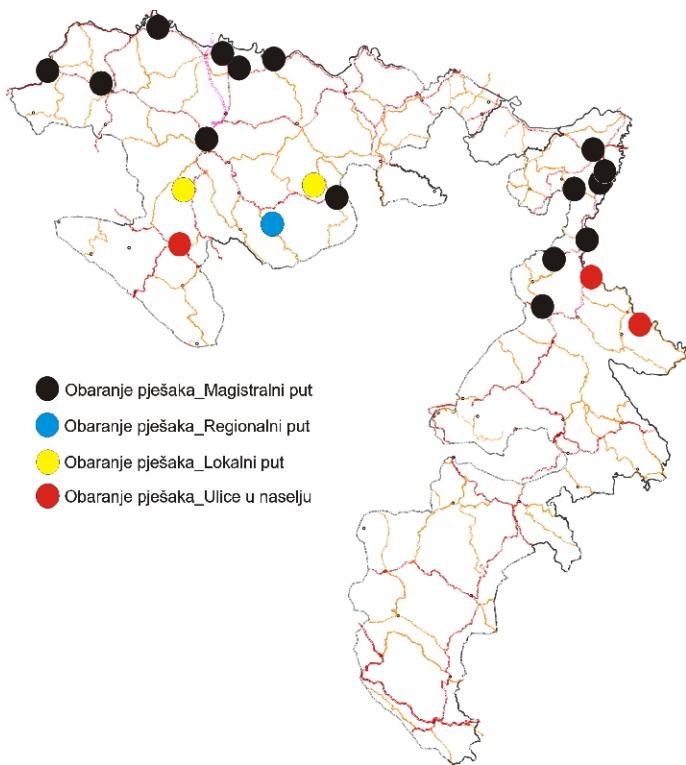 Obaranje pješaka_Magistralni put
Obaranje pješaka_Regionalni put
Obaranje pješaka_Lokalni put
Obaranje pješaka_Ulice u naselju